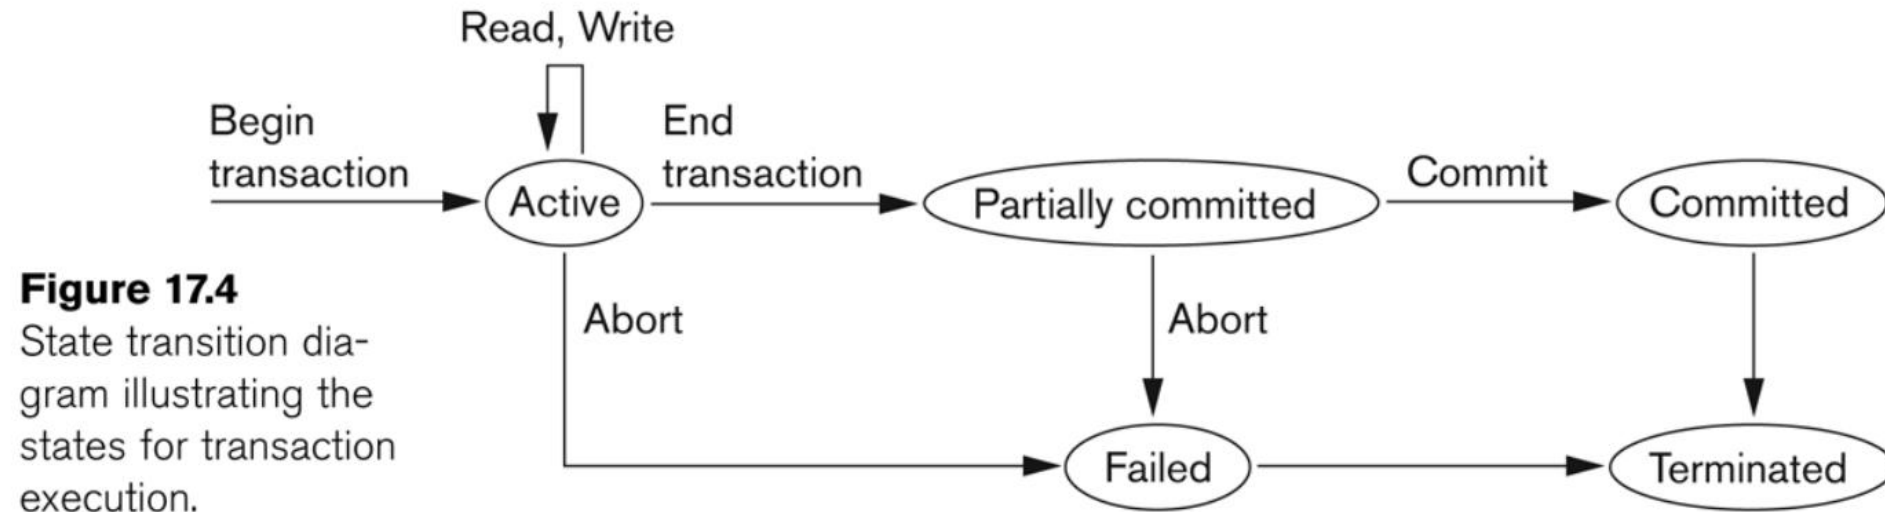 Read, Write
Begin
transaction
End
transaction
Commit
Active
Partially committed
Committed
Figure 17.4
State transition dia-
gram illustrating the
states for transaction
execution.
Abort
Abort
Failed
Terminated